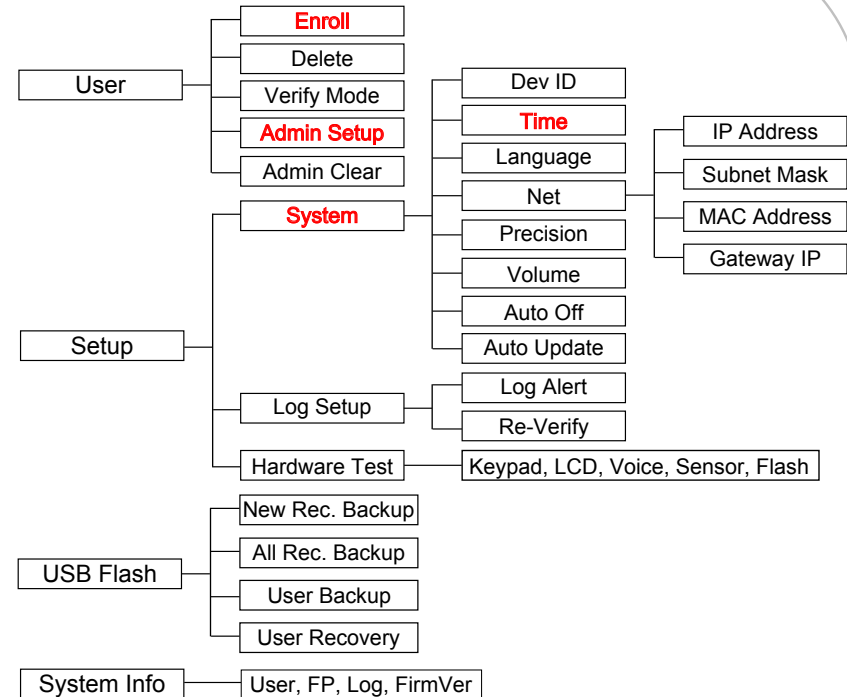 User
Enroll
Delete
Verify Mode
Admin Setup
Admin Clear
Setup
System
Dev ID
Time
Language
Net
IP Address
Subnet Mask
MAC Address
Gateway IP
Precision
Volume
Auto Off
Auto Update
Log Setup
Log Alert
Re-Verify
Hardware Test
Keypad, LCD, Voice, Sensor, Flash
USB Flash
New Rec. Backup
All Rec. Backup
User Backup
User Recovery
System Info
User, FP, Log, FirmVer